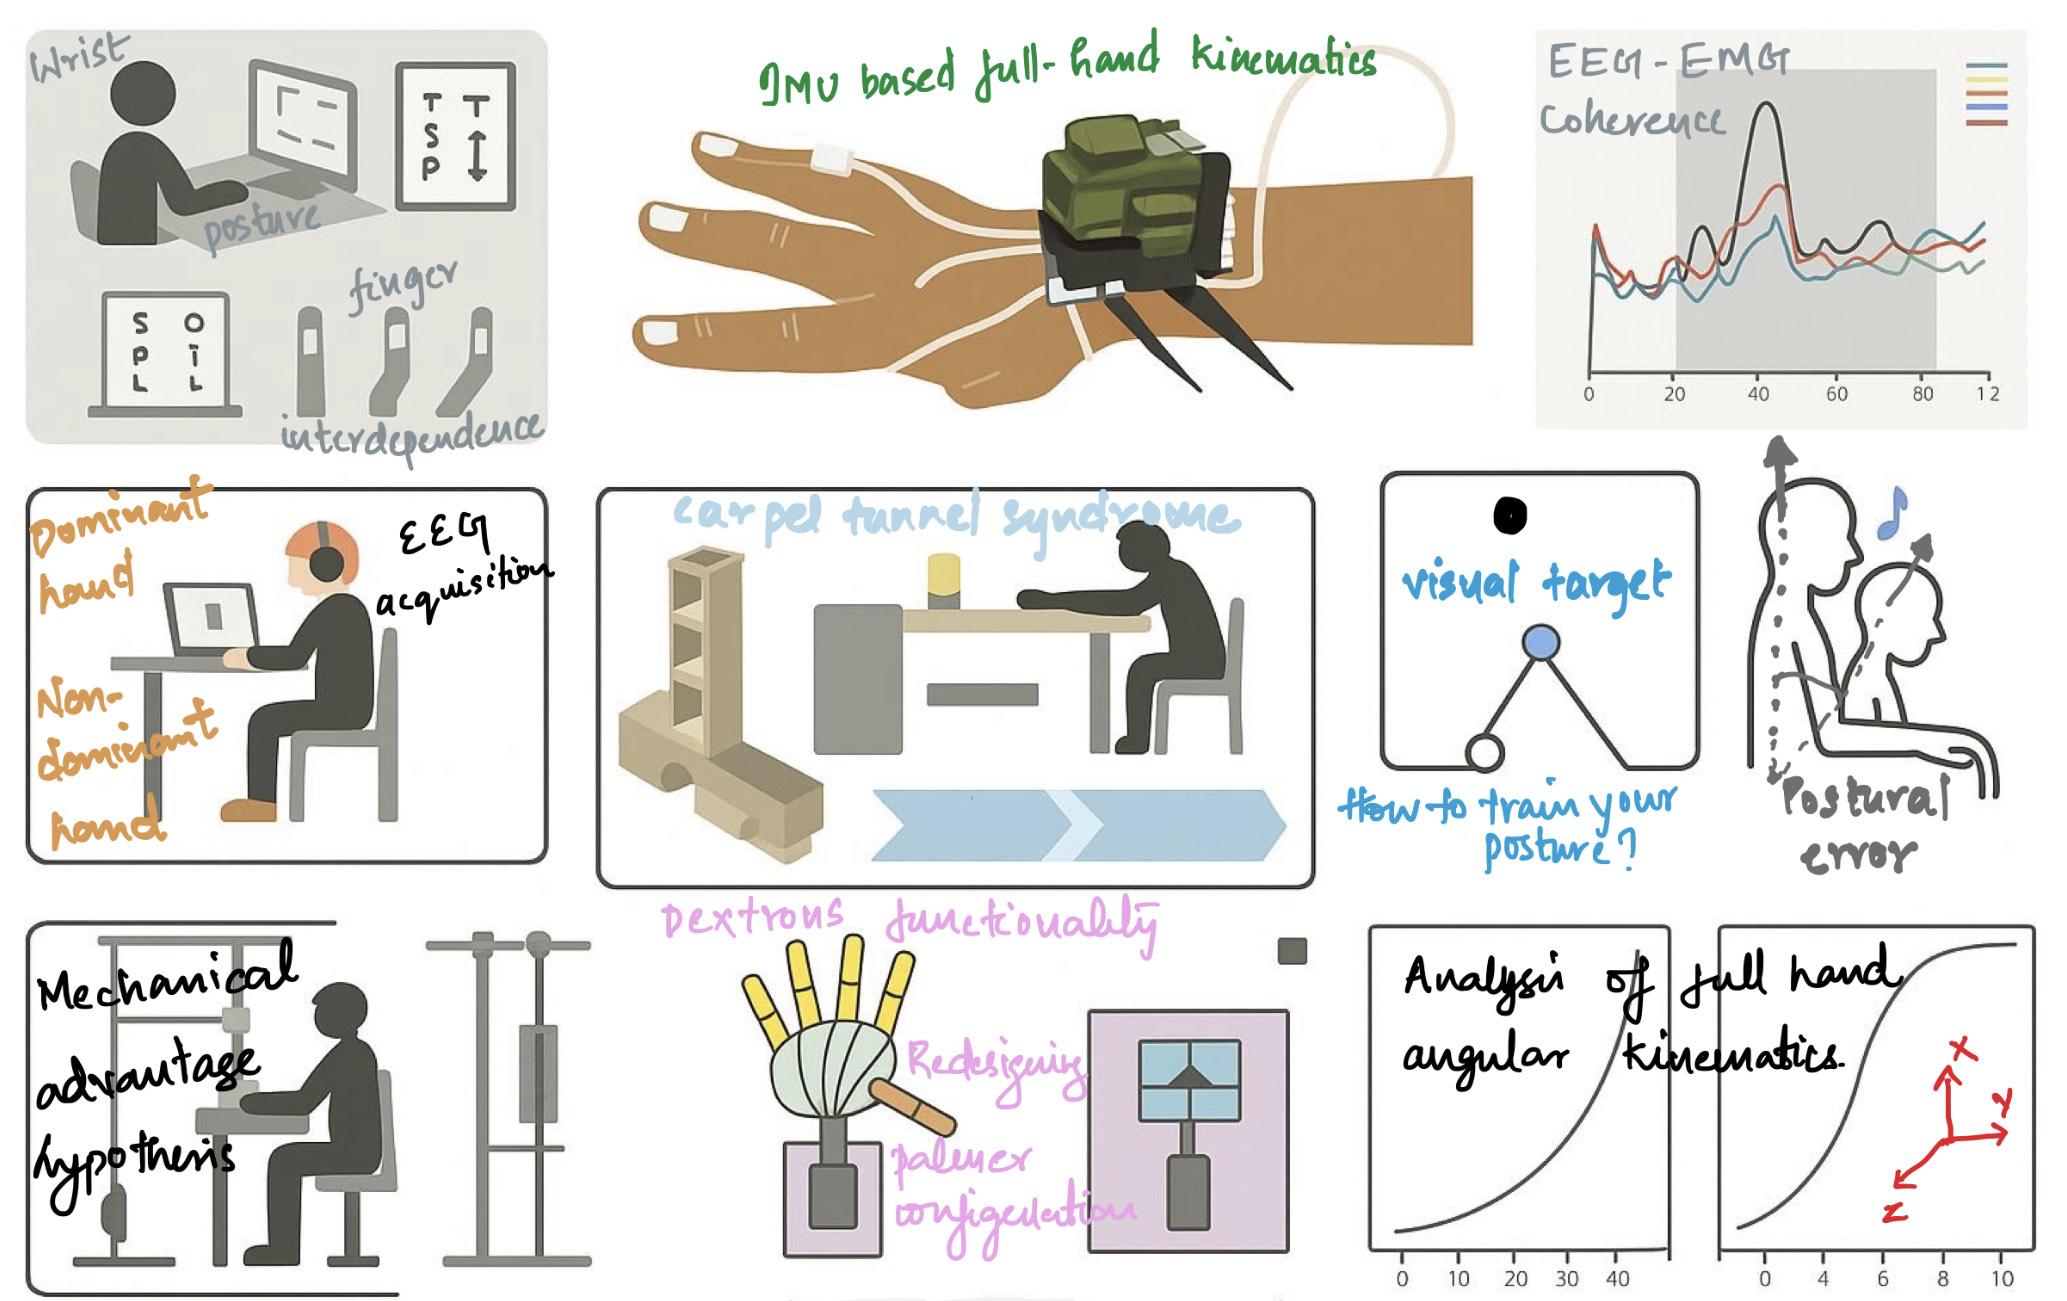 Wrist
posture
T T
S
P
S O
P I
L L
finger
interdependence
IMU based full-hand kinematics
EEG-EMG
Coherence
0 20 40 60 80 12
Dominant
hand
Non-
dominant
hand
EEG
acquisition
carpel tunnel syndrome
visual target
How to train your
posture?
Postural
error
Mechanical
advantage
hypothesis
Dextrous functionality
Redesigning
palmer
configeulation
Analysis of full hand
angular kinematics.
x
y
z
0 10 20 30 40
0 4 6 8 10